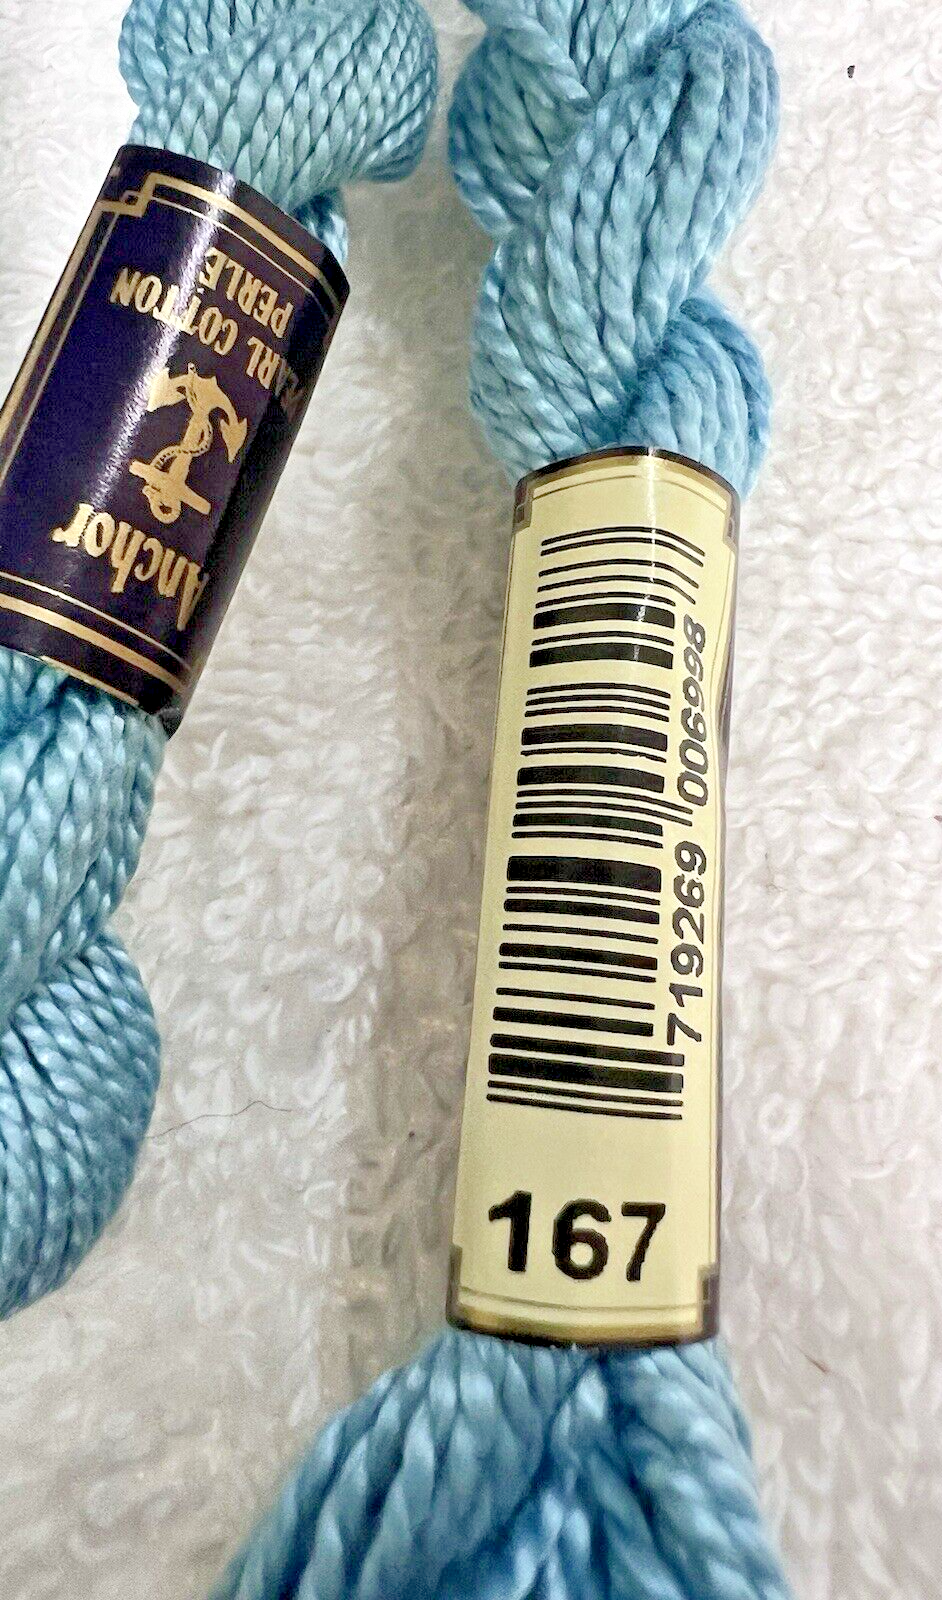 Anchor
PEARL COTTON
PERLE
719269 006998
167